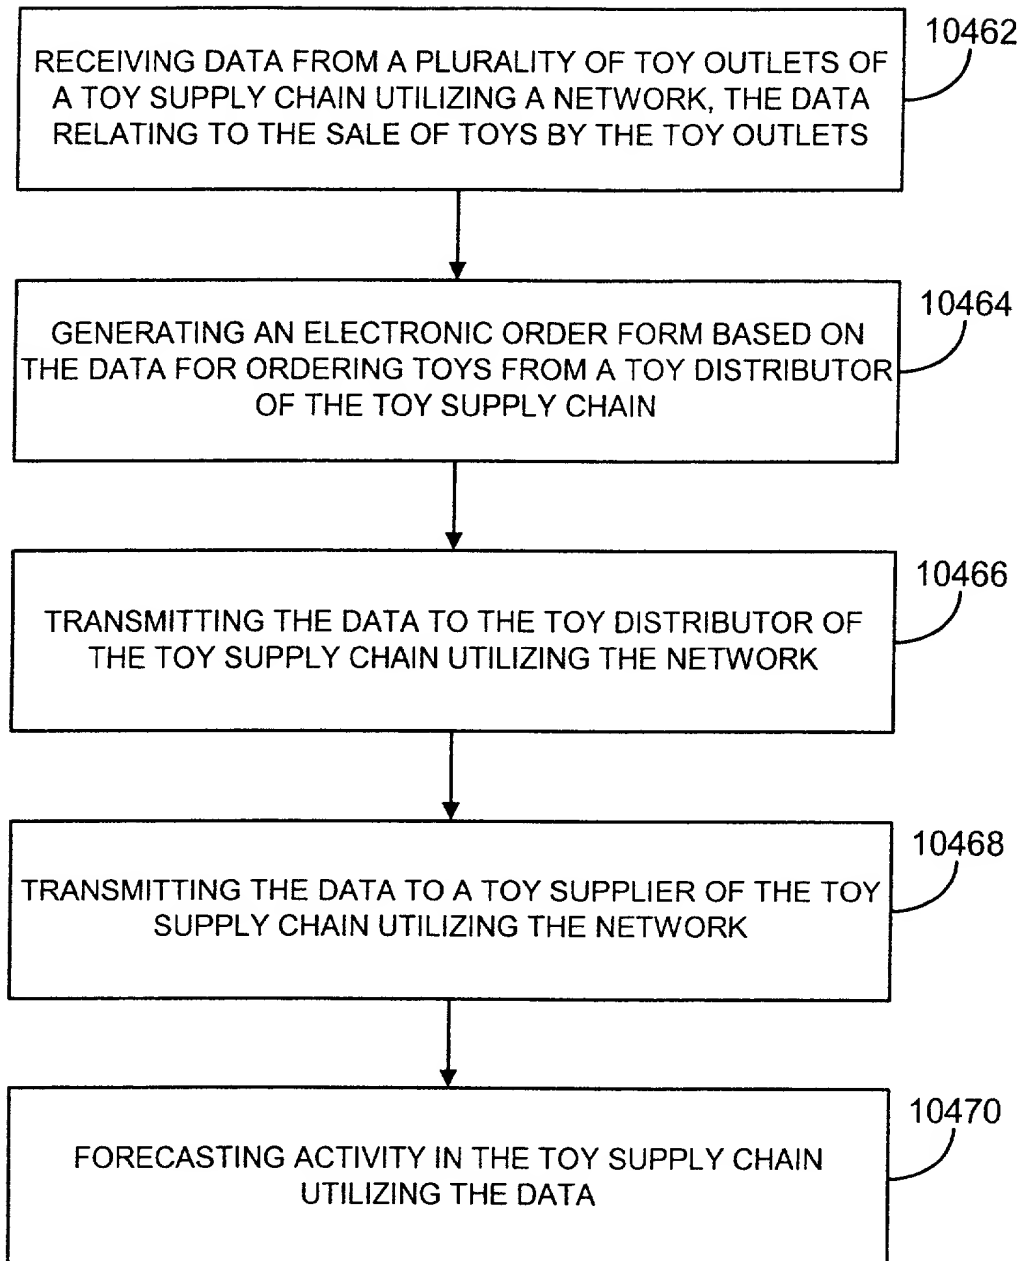 10462
RECEIVING DATA FROM A PLURALITY OF TOY OUTLETS OF
A TOY SUPPLY CHAIN UTILIZING A NETWORK, THE DATA
RELATING TO THE SALE OF TOYS BY THE TOY OUTLETS
10464
GENERATING AN ELECTRONIC ORDER FORM BASED ON
THE DATA FOR ORDERING TOYS FROM A TOY DISTRIBUTOR
OF THE TOY SUPPLY CHAIN
10466
TRANSMITTING THE DATA TO THE TOY DISTRIBUTOR OF
THE TOY SUPPLY CHAIN UTILIZING THE NETWORK
10468
TRANSMITTING THE DATA TO A TOY SUPPLIER OF THE TOY
SUPPLY CHAIN UTILIZING THE NETWORK
10470
FORECASTING ACTIVITY IN THE TOY SUPPLY CHAIN
UTILIZING THE DATA